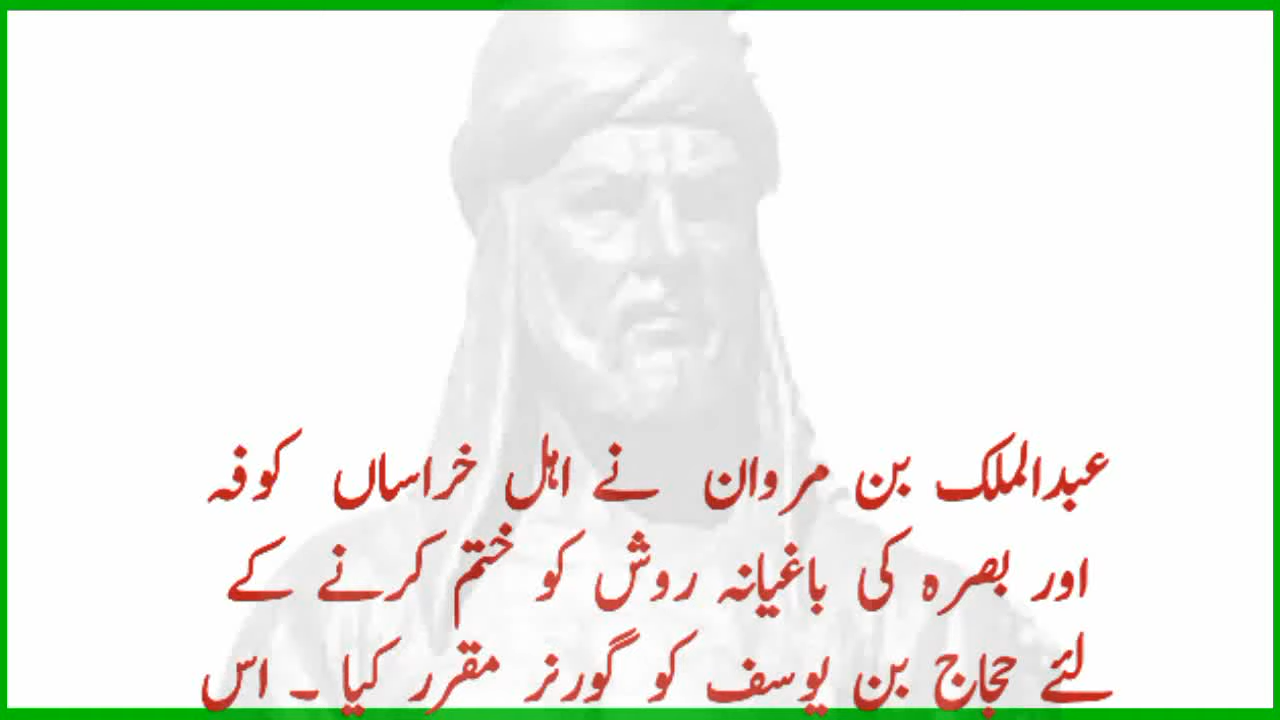 عبدالملک بن مروان نے اہل خراساں کوفہ
اور بصرہ کی باغیانہ روش کو ختم کرنے کے
لئے حجاج بن یوسف کو گورنر مقرر کیا ۔ اس